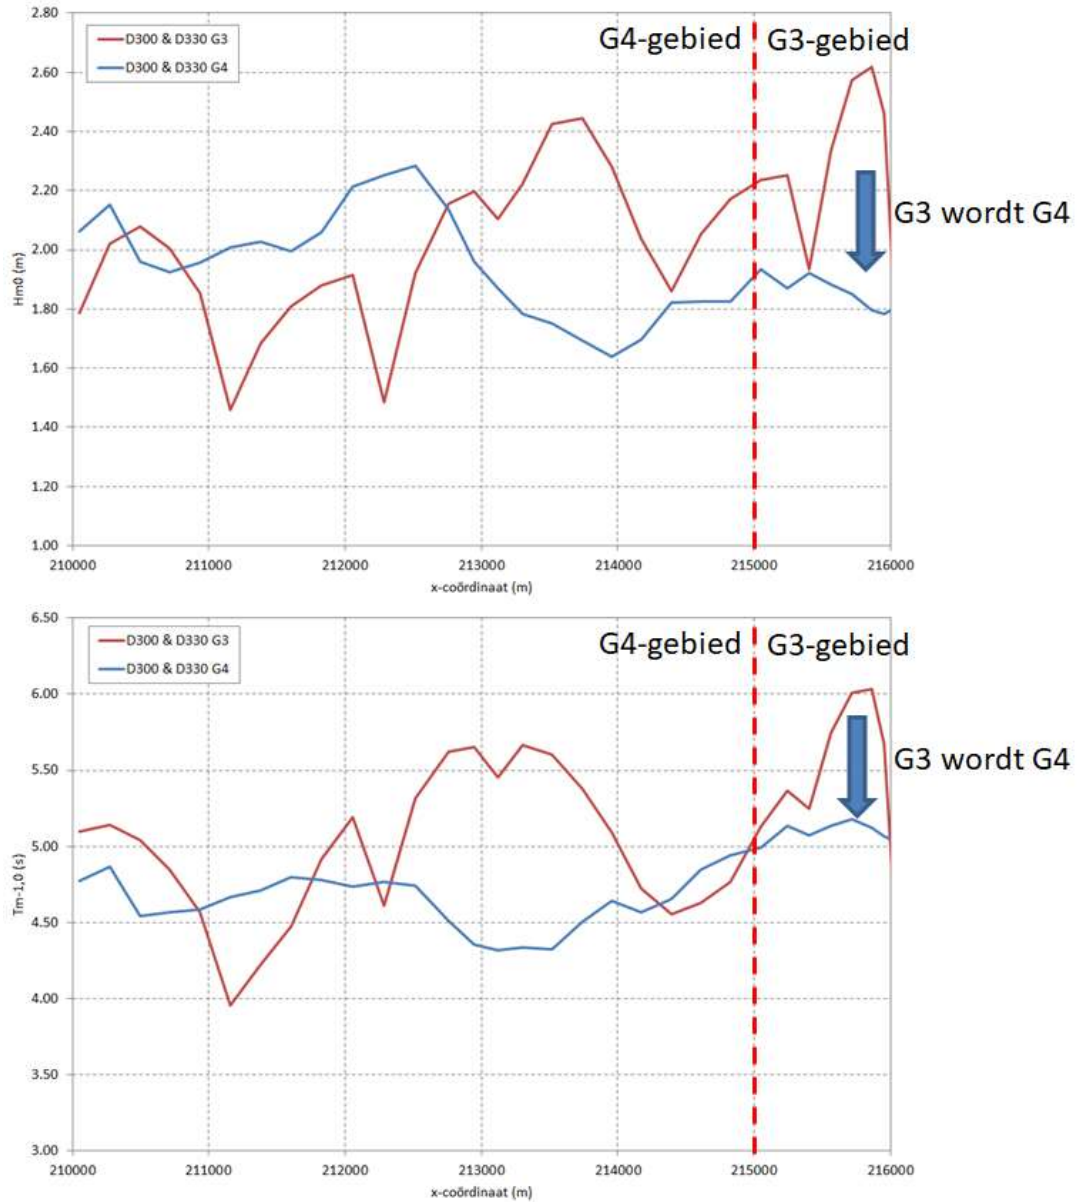 2.80
D300 & D330 G3
D300 & D330 G4
G4-gebied
G3-gebied
2.60
2.40
2.20
G3 wordt G4
2.00
Hm0 (m)
1.80
1.60
1.40
1.20
1.00
210000 211000 212000 213000 214000 215000 216000
x-coördinaat (m)
6.50
D300 & D330 G3
D300 & D330 G4
G4-gebied
G3-gebied
6.00
5.50
G3 wordt G4
5.00
Tm-1,0 (s)
4.50
4.00
3.50
3.00
210000 211000 212000 213000 214000 215000 216000
x-coördinaat (m)